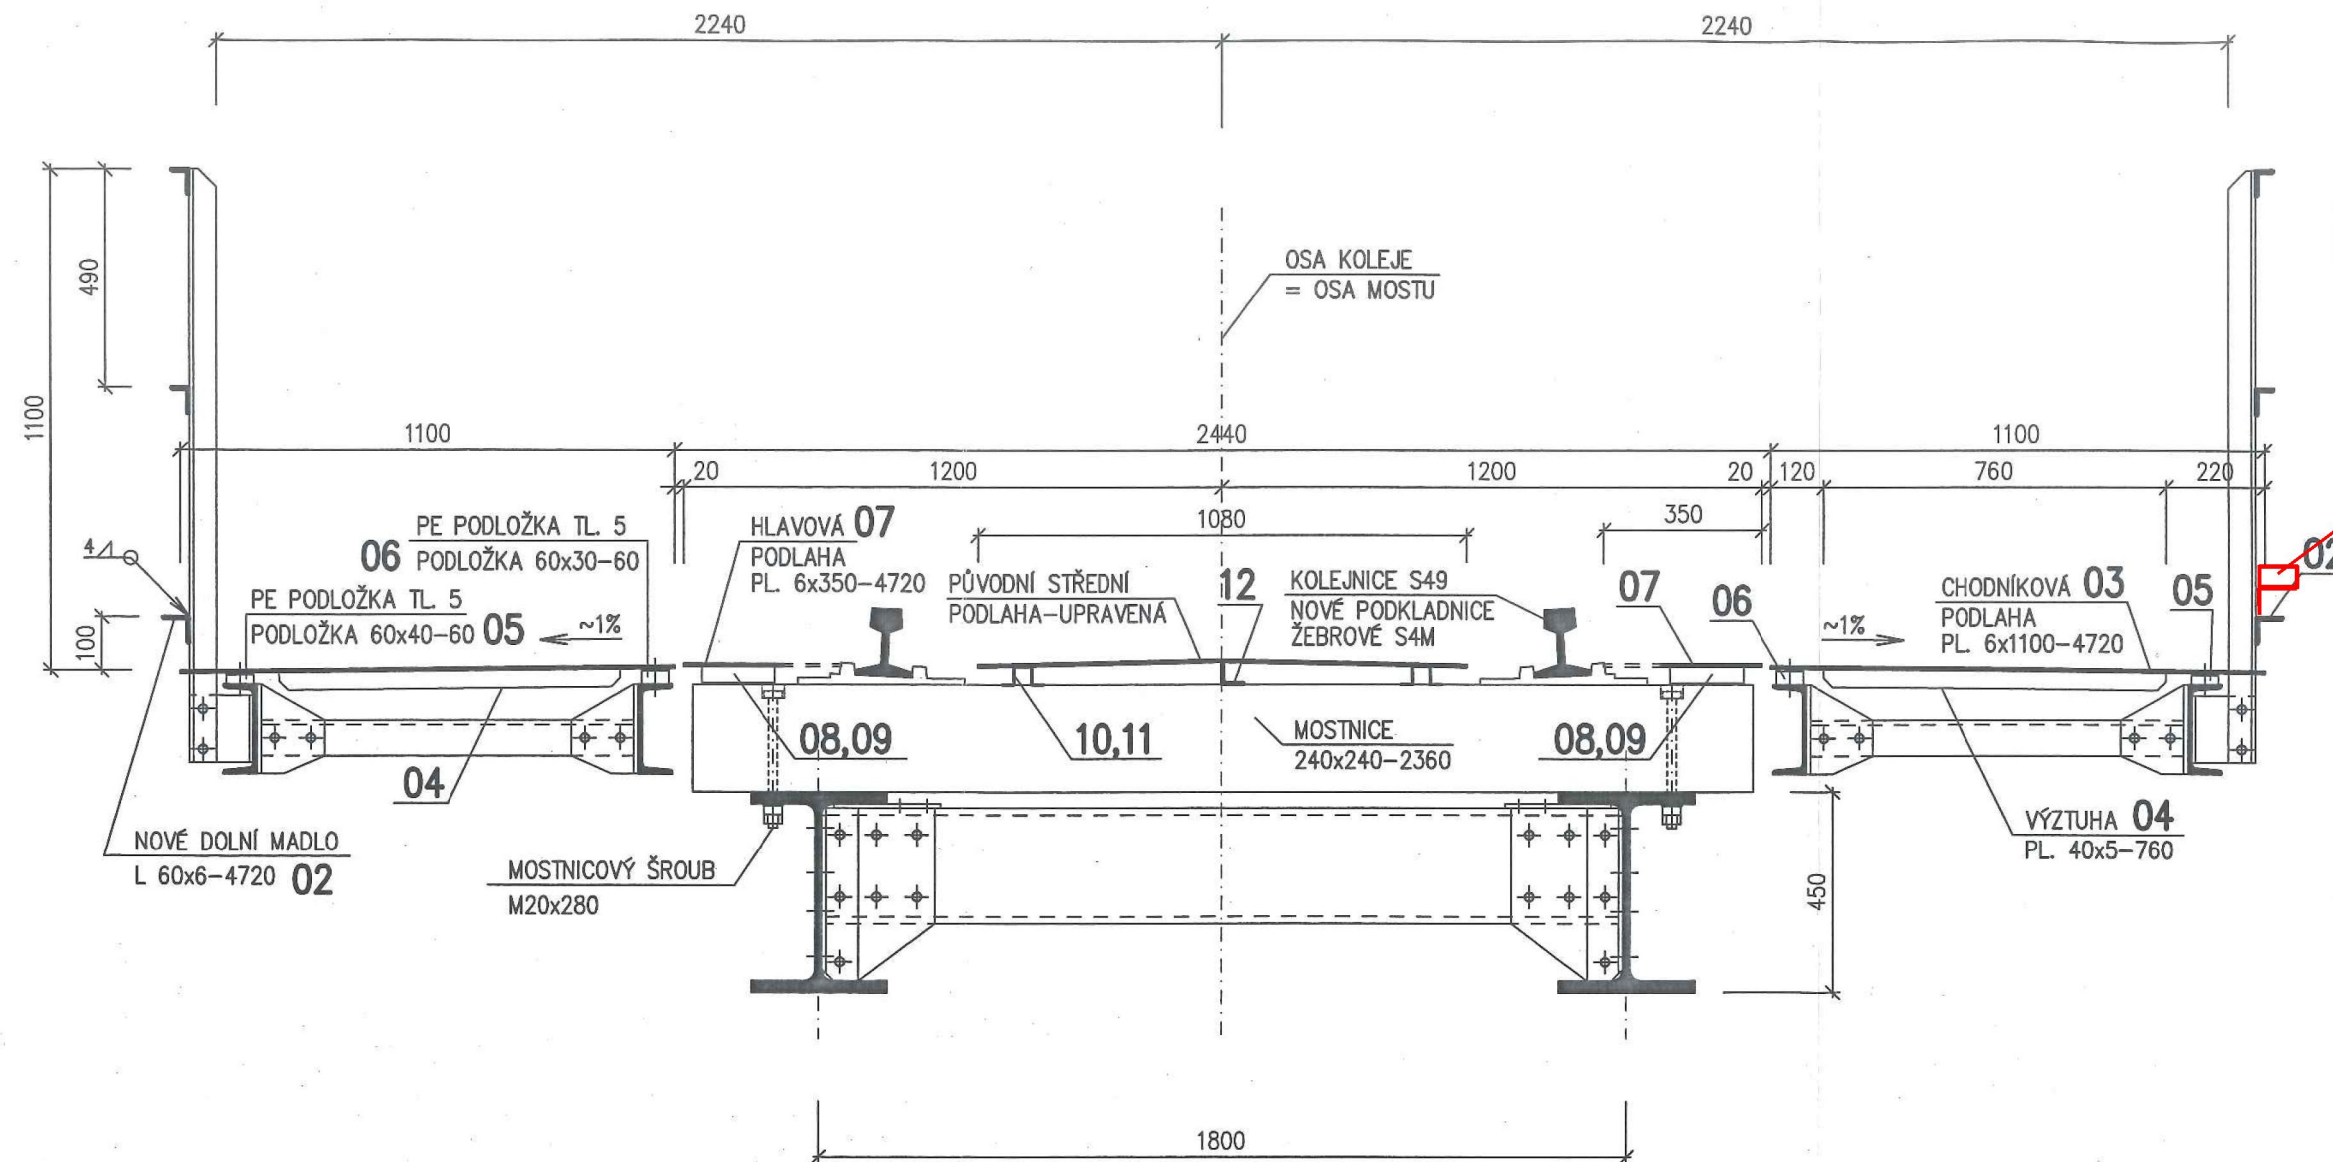 2240
2240
490
1100
OSA KOLEJE
= OSA MOSTU
1100
2440
1100
20
1200
1200
20
120
760
220
1080
350
PE PODLOŽKA TL. 5
06 PODLOŽKA 60x30-60
4
PE PODLOŽKA TL. 5
PODLOŽKA 60x40-60 05
~1%
100
HLAVOVÁ 07
PODLAHA
PL. 6x350-4720
PŮVODNÍ STŘEDNÍ
PODLAHA-UPRAVENÁ
12
KOLEJNICE S49
NOVÉ PODKLADNICE
ŽEBROVÉ S4M
07
06
~1%
CHODNÍKOVÁ 03
PODLAHA
PL. 6x1100-4720
05
02
04
08,09
10,11
MOSTNICE
240x240-2360
08,09
NOVÉ DOLNÍ MADLO
L 60x6-4720 02
MOSTNICOVÝ ŠROUB
M20x280
VÝZTUHA 04
PL. 40x5-760
450
1800